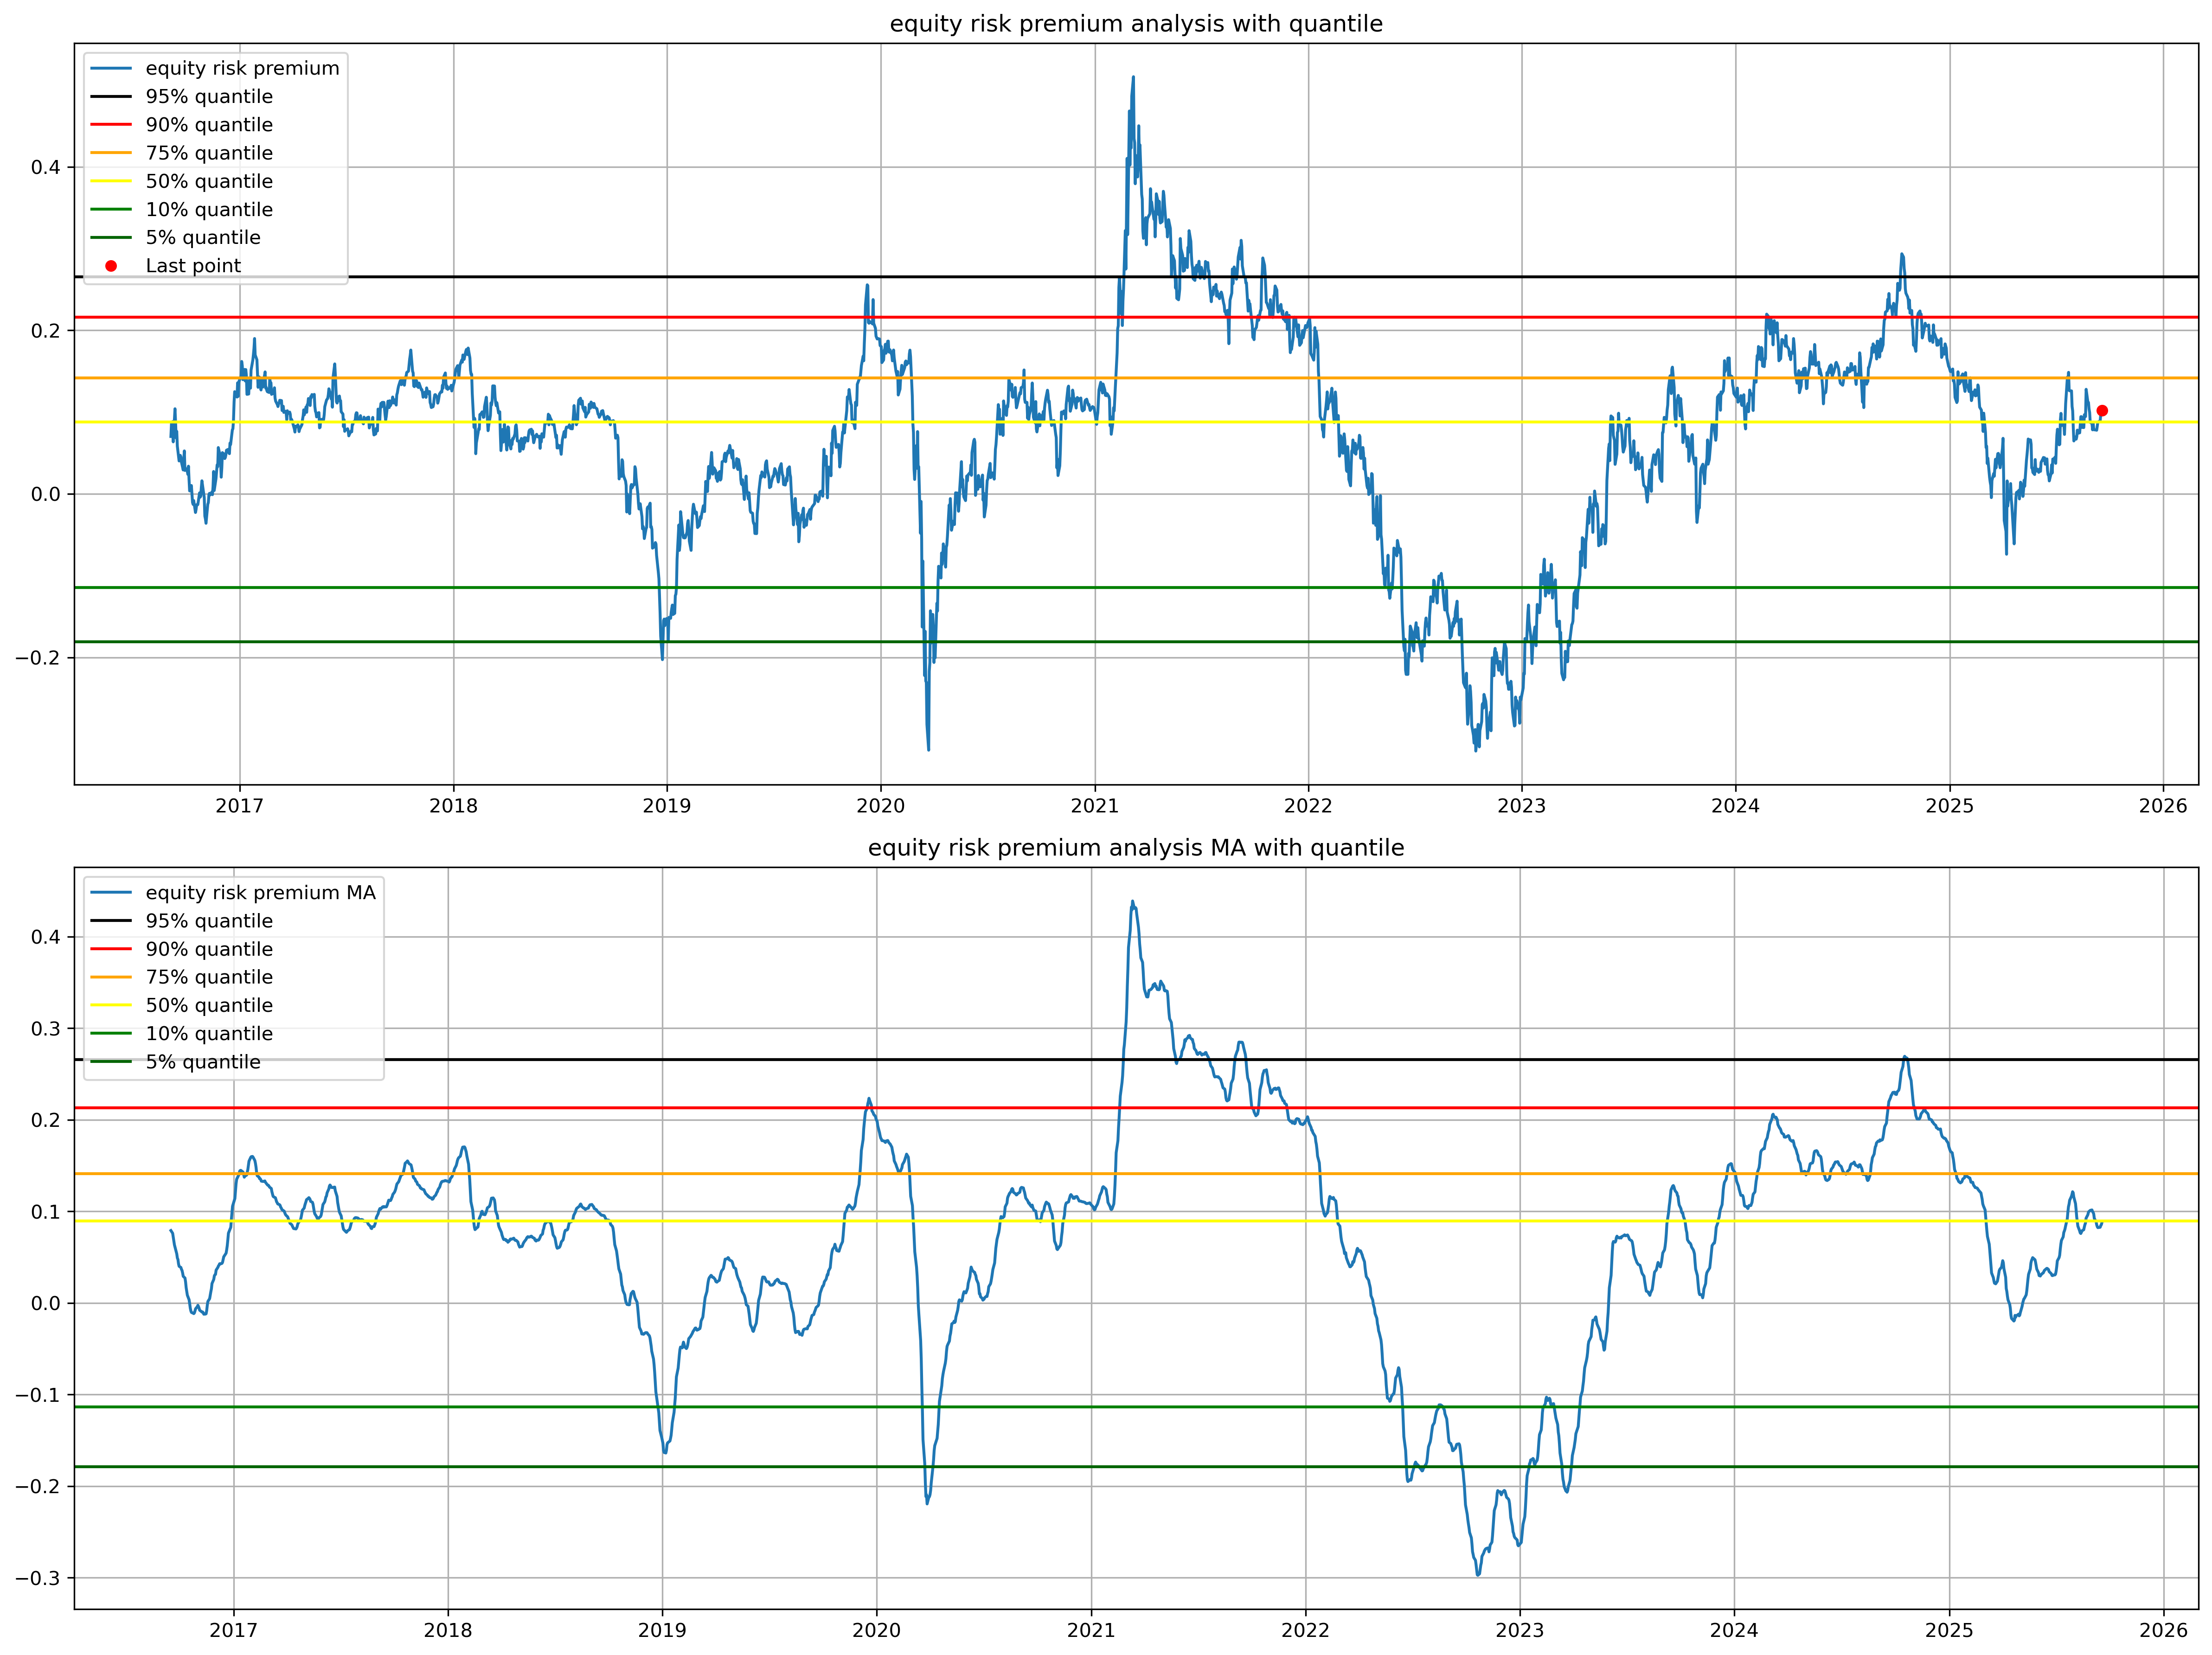 equity risk premium analysis with quantile
equity risk premium
95% quantile
90% quantile
75% quantile
50% quantile
10% quantile
5% quantile
Last point
0.4
0.2
0.0
−0.2
2017 2018 2019 2020 2021 2022 2023 2024 2025 2026
equity risk premium analysis MA with quantile
equity risk premium MA
95% quantile
90% quantile
75% quantile
50% quantile
10% quantile
5% quantile
0.4
0.3
0.2
0.1
0.0
−0.1
−0.2
−0.3
2017 2018 2019 2020 2021 2022 2023 2024 2025 2026